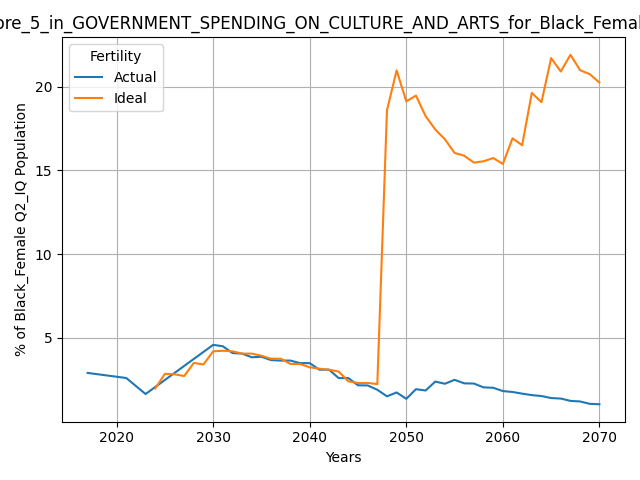 ore_5_in_GOVERNMENT_SPENDING_ON_CULTURE_AND_ARTS_for_Black_Femal
Fertility
Actual
Ideal
% of Black_Female Q2_IQ Population
20
15
10
5
2020 2030 2040 2050 2060 2070
Years